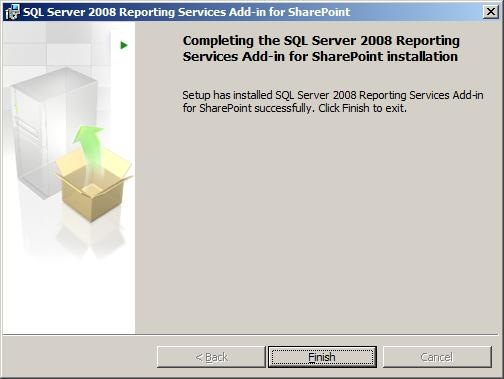 SQL Server 2008 Reporting Services Add-in for SharePoint
Completing the SQL Server 2008 Reporting
Services Add-in for SharePoint installation
Setup has installed SQL Server 2008 Reporting Services Add-in
for SharePoint successfully. Click Finish to exit.
< Back
Finish
Cancel